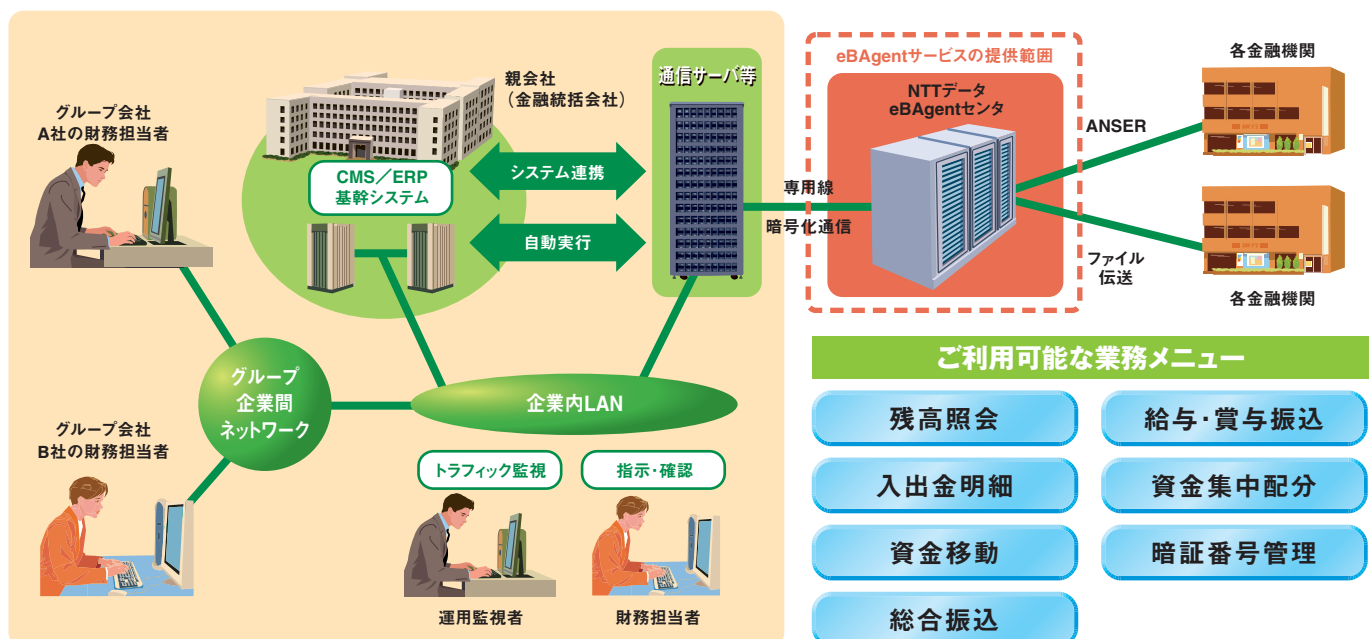 グループ会社
A社の財務担当者
親会社
（金融統括会社）
CMS／ERP
基幹システム
システム連携
自動実行
通信サーバ等
専用線
暗号化通信
eBAgentサービスの提供範囲
NTTデータ
eBAgentセンタ
ANSER
ファイル
伝送
各金融機関
各金融機関
グループ
企業間
ネットワーク
企業内LAN
グループ会社
B社の財務担当者
トラフィック監視
指示・確認
運用監視者
財務担当者
ご利用可能な業務メニュー
残高照会
給与・賞与振込
入出金明細
資金集中配分
資金移動
暗証番号管理
総合振込